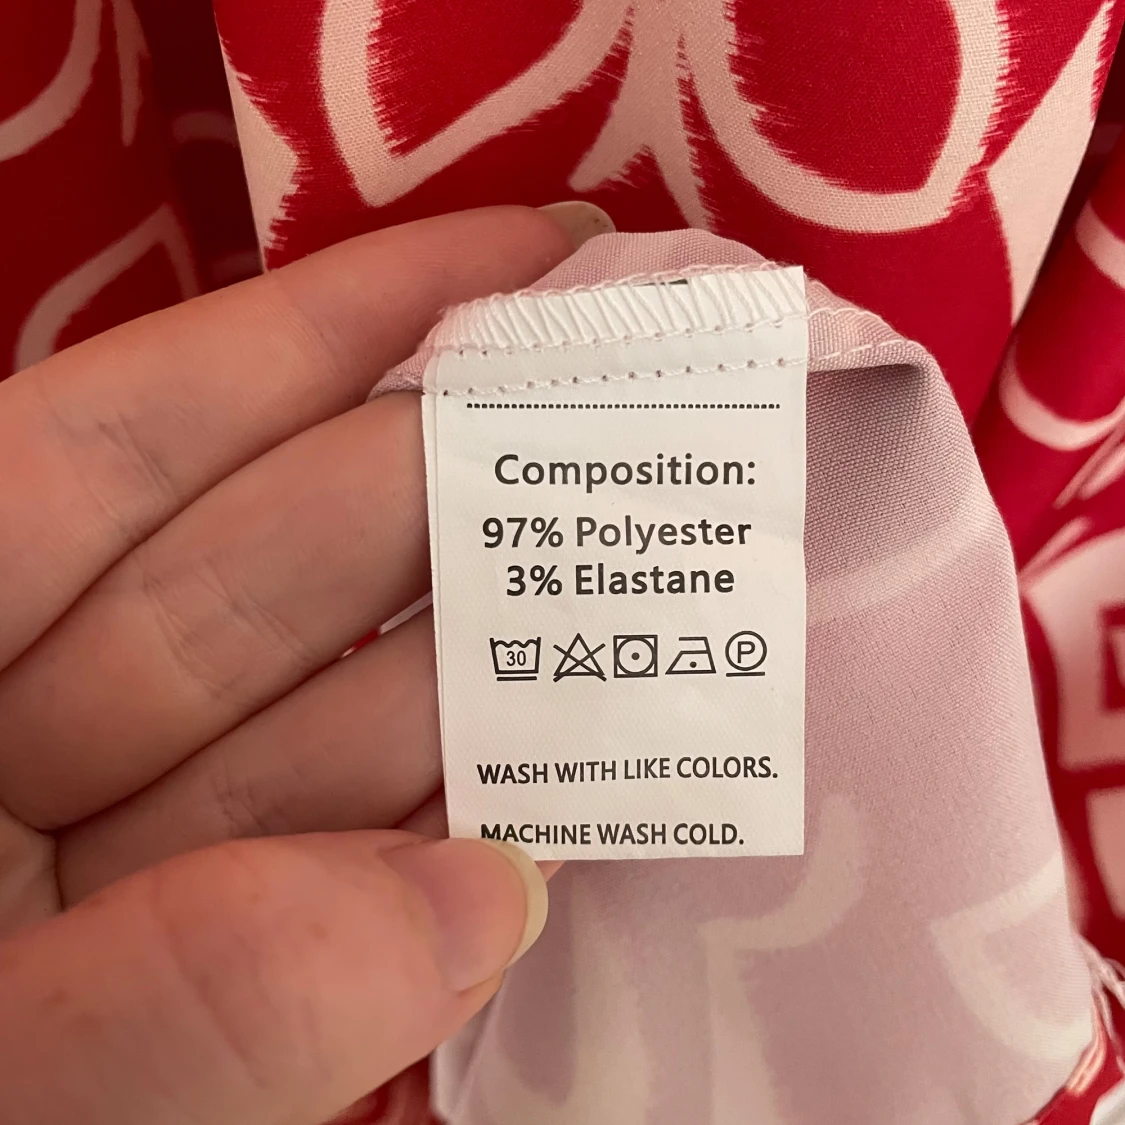 Composition:
97% Polyester
3% Elastane
30 P
WASH WITH LIKE COLORS.
MACHINE WASH COLD.